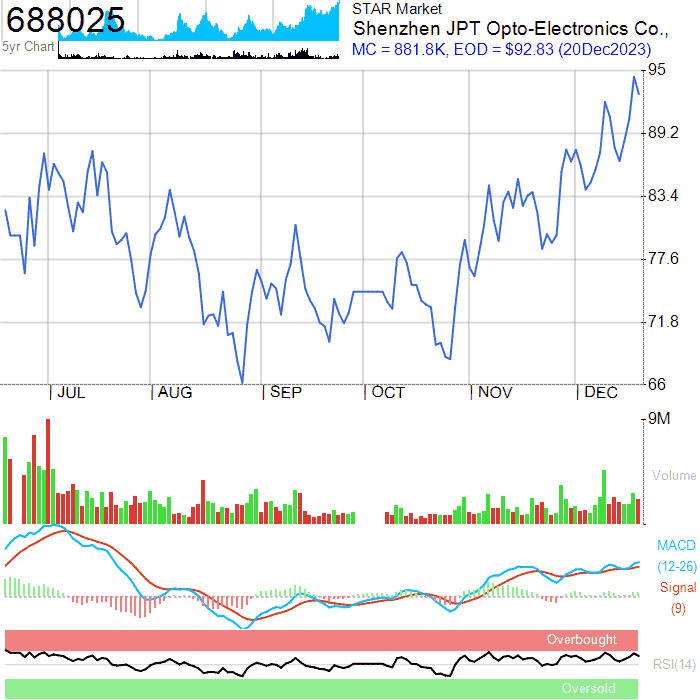 688025
5yr Chart
STAR Market
Shenzhen JPT Opto-Electronics Co.,
MC = 881.8K, EOD = $92.83 (20Dec2023)
95
89.2
83.4
77.6
71.8
66
JUL
AUG
SEP
OCT
NOV
DEC
9M
Volume
MACD
(12-26)
Signal
(9)
Overbought
RSI(14)
Oversold